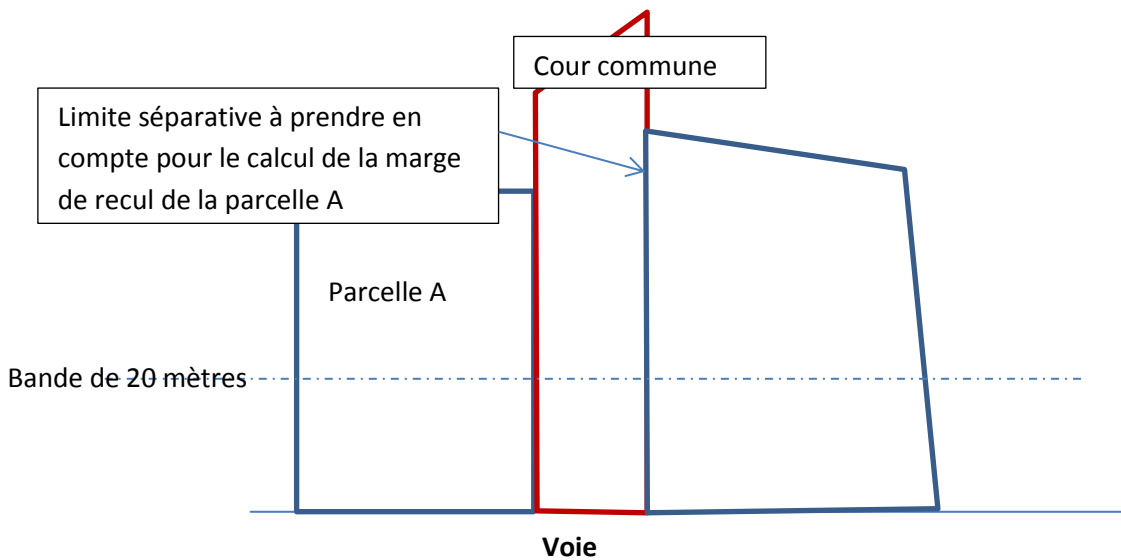 Cour commune
Limite séparative à prendre en
compte pour le calcul de la marge
de recul de la parcelle A
Parcelle A
Bande de 20 mètres
Voie